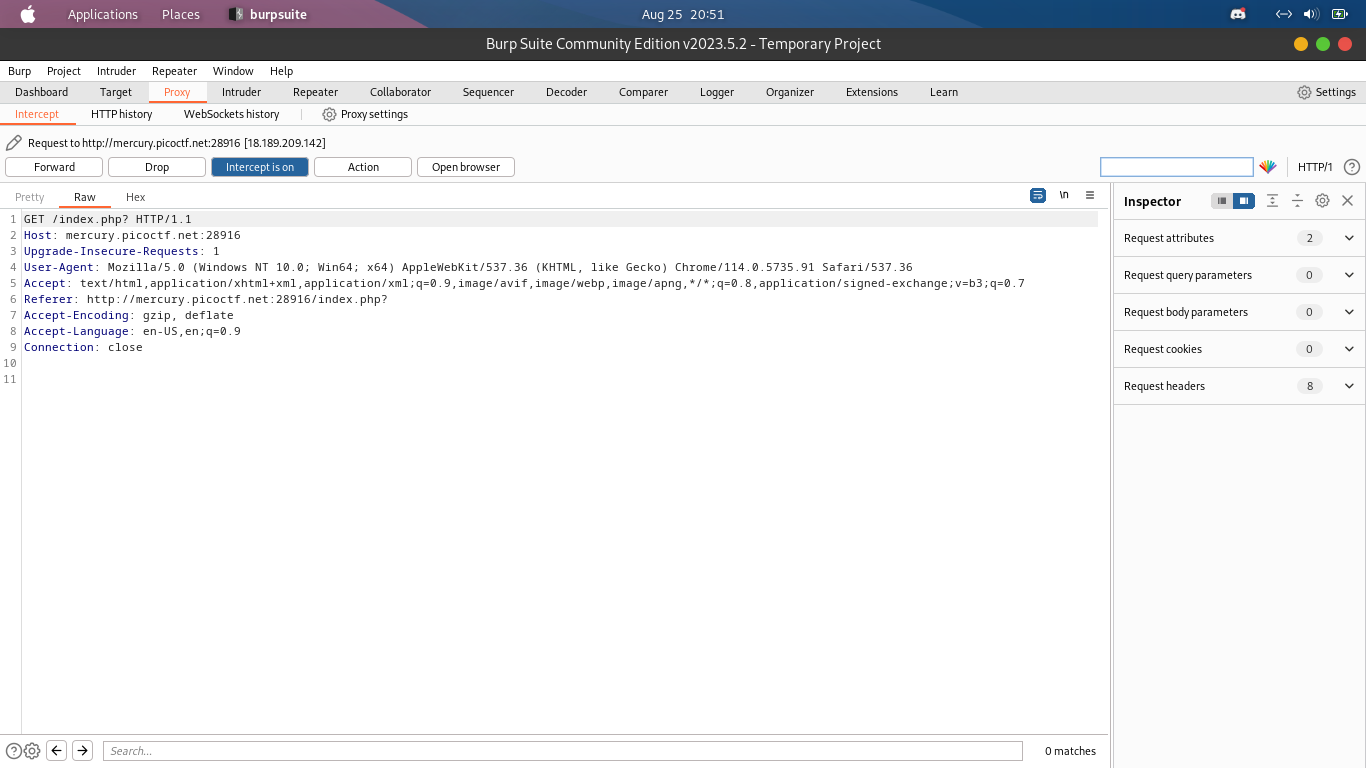 Applications Places burpsuite Aug 25 20:51
Burp Suite Community Edition v2023.5.2 - Temporary Project
Burp Project Intruder Repeater Window Help
Dashboard Target Proxy Intruder Repeater Collaborator Sequencer Decoder Comparer Logger Organizer Extensions Learn Settings
Intercept HTTP history WebSockets history Proxy settings
Request to http://mercury.picoctf.net:28916 [18.189.209.142]
Forward Drop Intercept is on Action Open browser HTTP/1
Pretty Raw Hex \n
Inspector
1 GET /index.php? HTTP/1.1
2 Host: mercury.picoctf.net:28916
3 Upgrade-Insecure-Requests: 1
4 User-Agent: Mozilla/5.0 (Windows NT 10.0; Win64; x64) AppleWebKit/537.36 (KHTML, like Gecko) Chrome/114.0.5735.91 Safari/537.36
5 Accept: text/html,application/xhtml+xml,application/xml;q=0.9,image/avif,image/webp,image/apng,*/*;q=0.8,application/signed-exchange;v=b3;q=0.7
6 Referer: http://mercury.picoctf.net:28916/index.php?
7 Accept-Encoding: gzip, deflate
8 Accept-Language: en-US,en;q=0.9
9 Connection: close
10
11
Request attributes 2
Request query parameters 0
Request body parameters 0
Request cookies 0
Request headers 8
Search... 0 matches